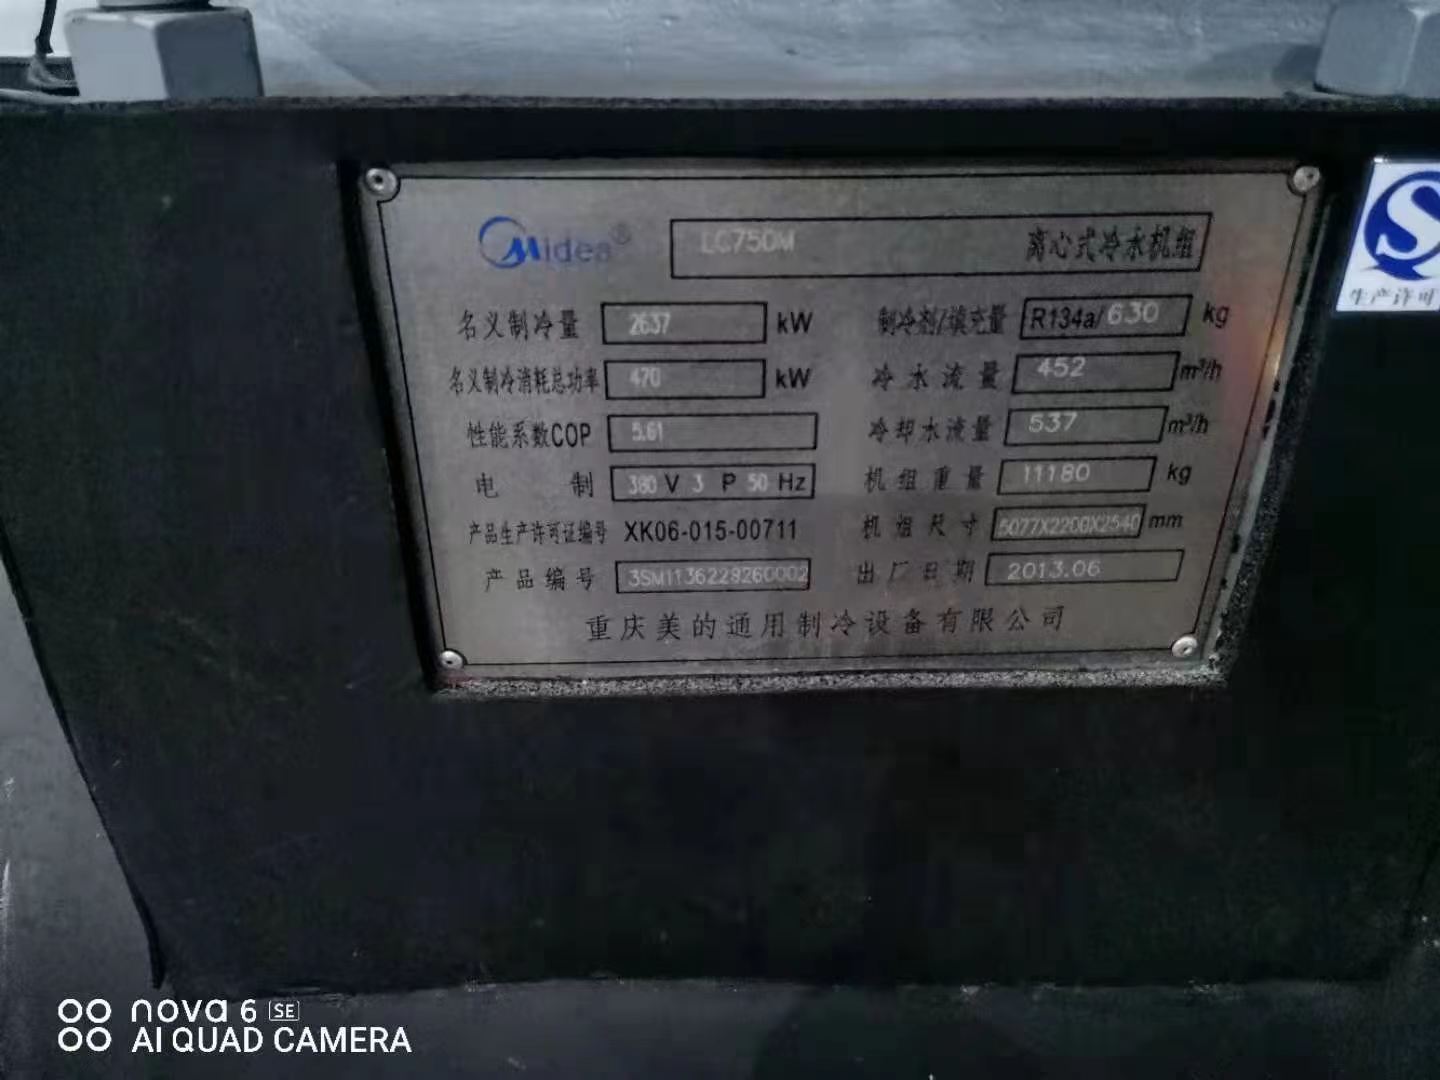 Midea®
LC750M 离心式冷水机组
名义制冷量 2637 kW
制冷剂/填充量 R134a/630 kg
名义制冷消耗总功率 470 kW
冷水流量 452 m³/h
性能系数COP 5.61
冷却水流量 537 m³/h
电制 380 V 3 P 50 Hz
机组重量 11180 kg
产品生产许可证编号 XK06-015-00711
机组尺寸 5077X2200X2540 mm
产品编号 3SM1136228260002
出厂日期 2013.06
重庆美的通用制冷设备有限公司
生产许可
nova 6 SE
AI QUAD CAMERA